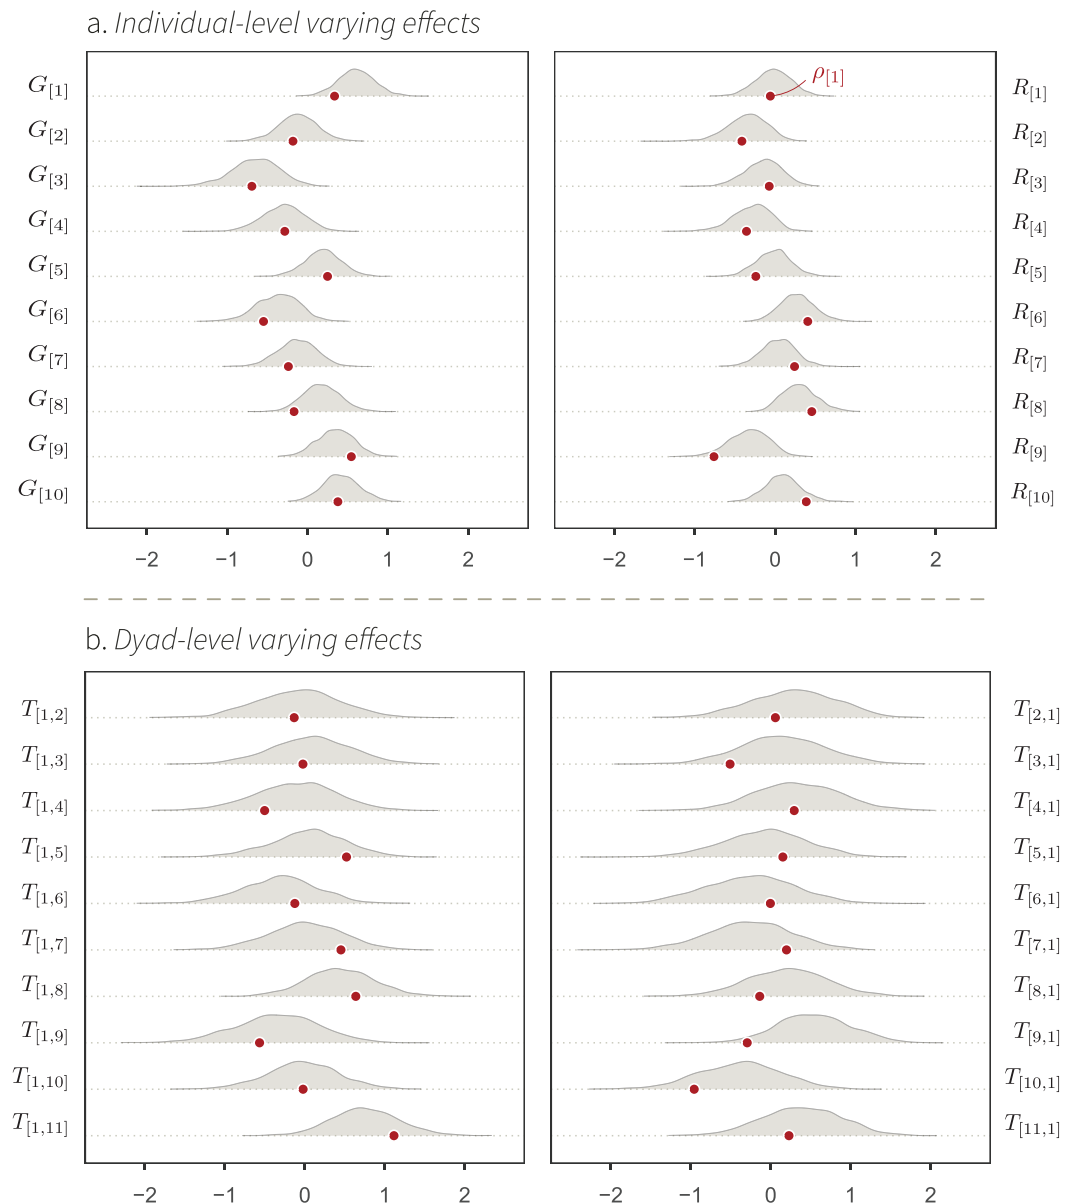 a. Individual-level varying effects
G[1]
G[2]
G[3]
G[4]
G[5]
G[6]
G[7]
G[8]
G[9]
G[10]
−2 −1 0 1 2
ρ[1]
R[1]
R[2]
R[3]
R[4]
R[5]
R[6]
R[7]
R[8]
R[9]
R[10]
−2 −1 0 1 2
b. Dyad-level varying effects
T[1,2]
T[1,3]
T[1,4]
T[1,5]
T[1,6]
T[1,7]
T[1,8]
T[1,9]
T[1,10]
T[1,11]
−2 −1 0 1 2
T[2,1]
T[3,1]
T[4,1]
T[5,1]
T[6,1]
T[7,1]
T[8,1]
T[9,1]
T[10,1]
T[11,1]
−2 −1 0 1 2